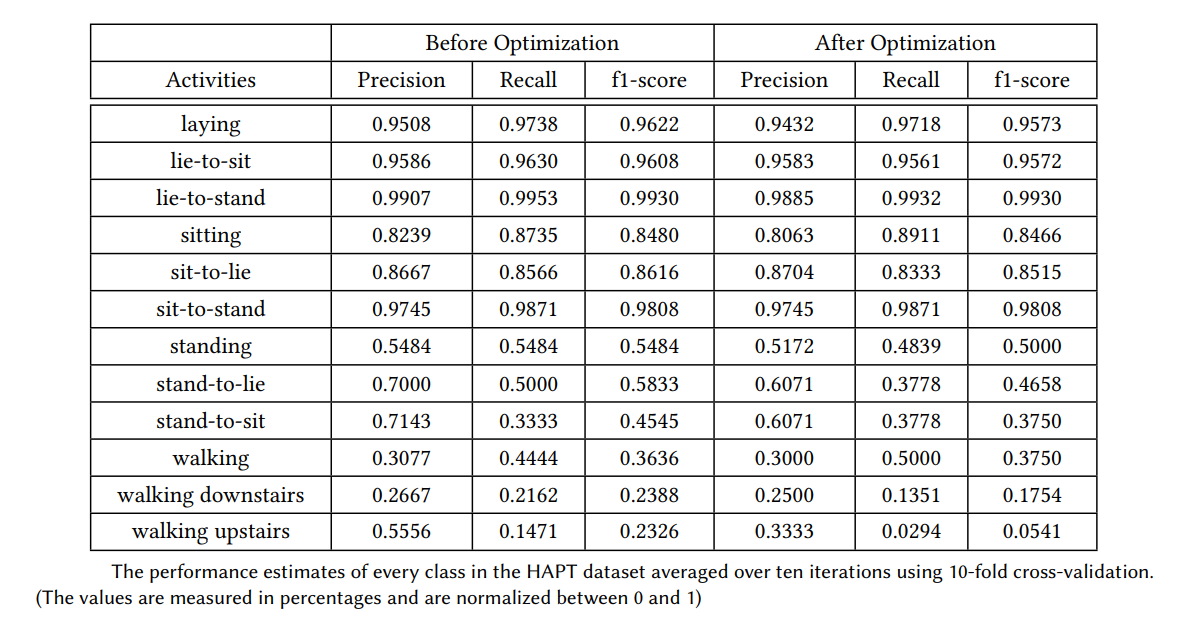 Before Optimization After Optimization
Activities Precision Recall f1-score Precision Recall f1-score
laying 0.9508 0.9738 0.9622 0.9432 0.9718 0.9573
lie-to-sit 0.9586 0.9630 0.9608 0.9583 0.9561 0.9572
lie-to-stand 0.9907 0.9953 0.9930 0.9885 0.9932 0.9930
sitting 0.8239 0.8735 0.8480 0.8063 0.8911 0.8466
sit-to-lie 0.8667 0.8566 0.8616 0.8704 0.8333 0.8515
sit-to-stand 0.9745 0.9871 0.9808 0.9745 0.9871 0.9808
standing 0.5484 0.5484 0.5484 0.5172 0.4839 0.5000
stand-to-lie 0.7000 0.5000 0.5833 0.6071 0.3778 0.4658
stand-to-sit 0.7143 0.3333 0.4545 0.6071 0.3778 0.3750
walking 0.3077 0.4444 0.3636 0.3000 0.5000 0.3750
walking downstairs 0.2667 0.2162 0.2388 0.2500 0.1351 0.1754
walking upstairs 0.5556 0.1471 0.2326 0.3333 0.0294 0.0541
The performance estimates of every class in the HAPT dataset averaged over ten iterations using 10-fold cross-validation.
(The values are measured in percentages and are normalized between 0 and 1)